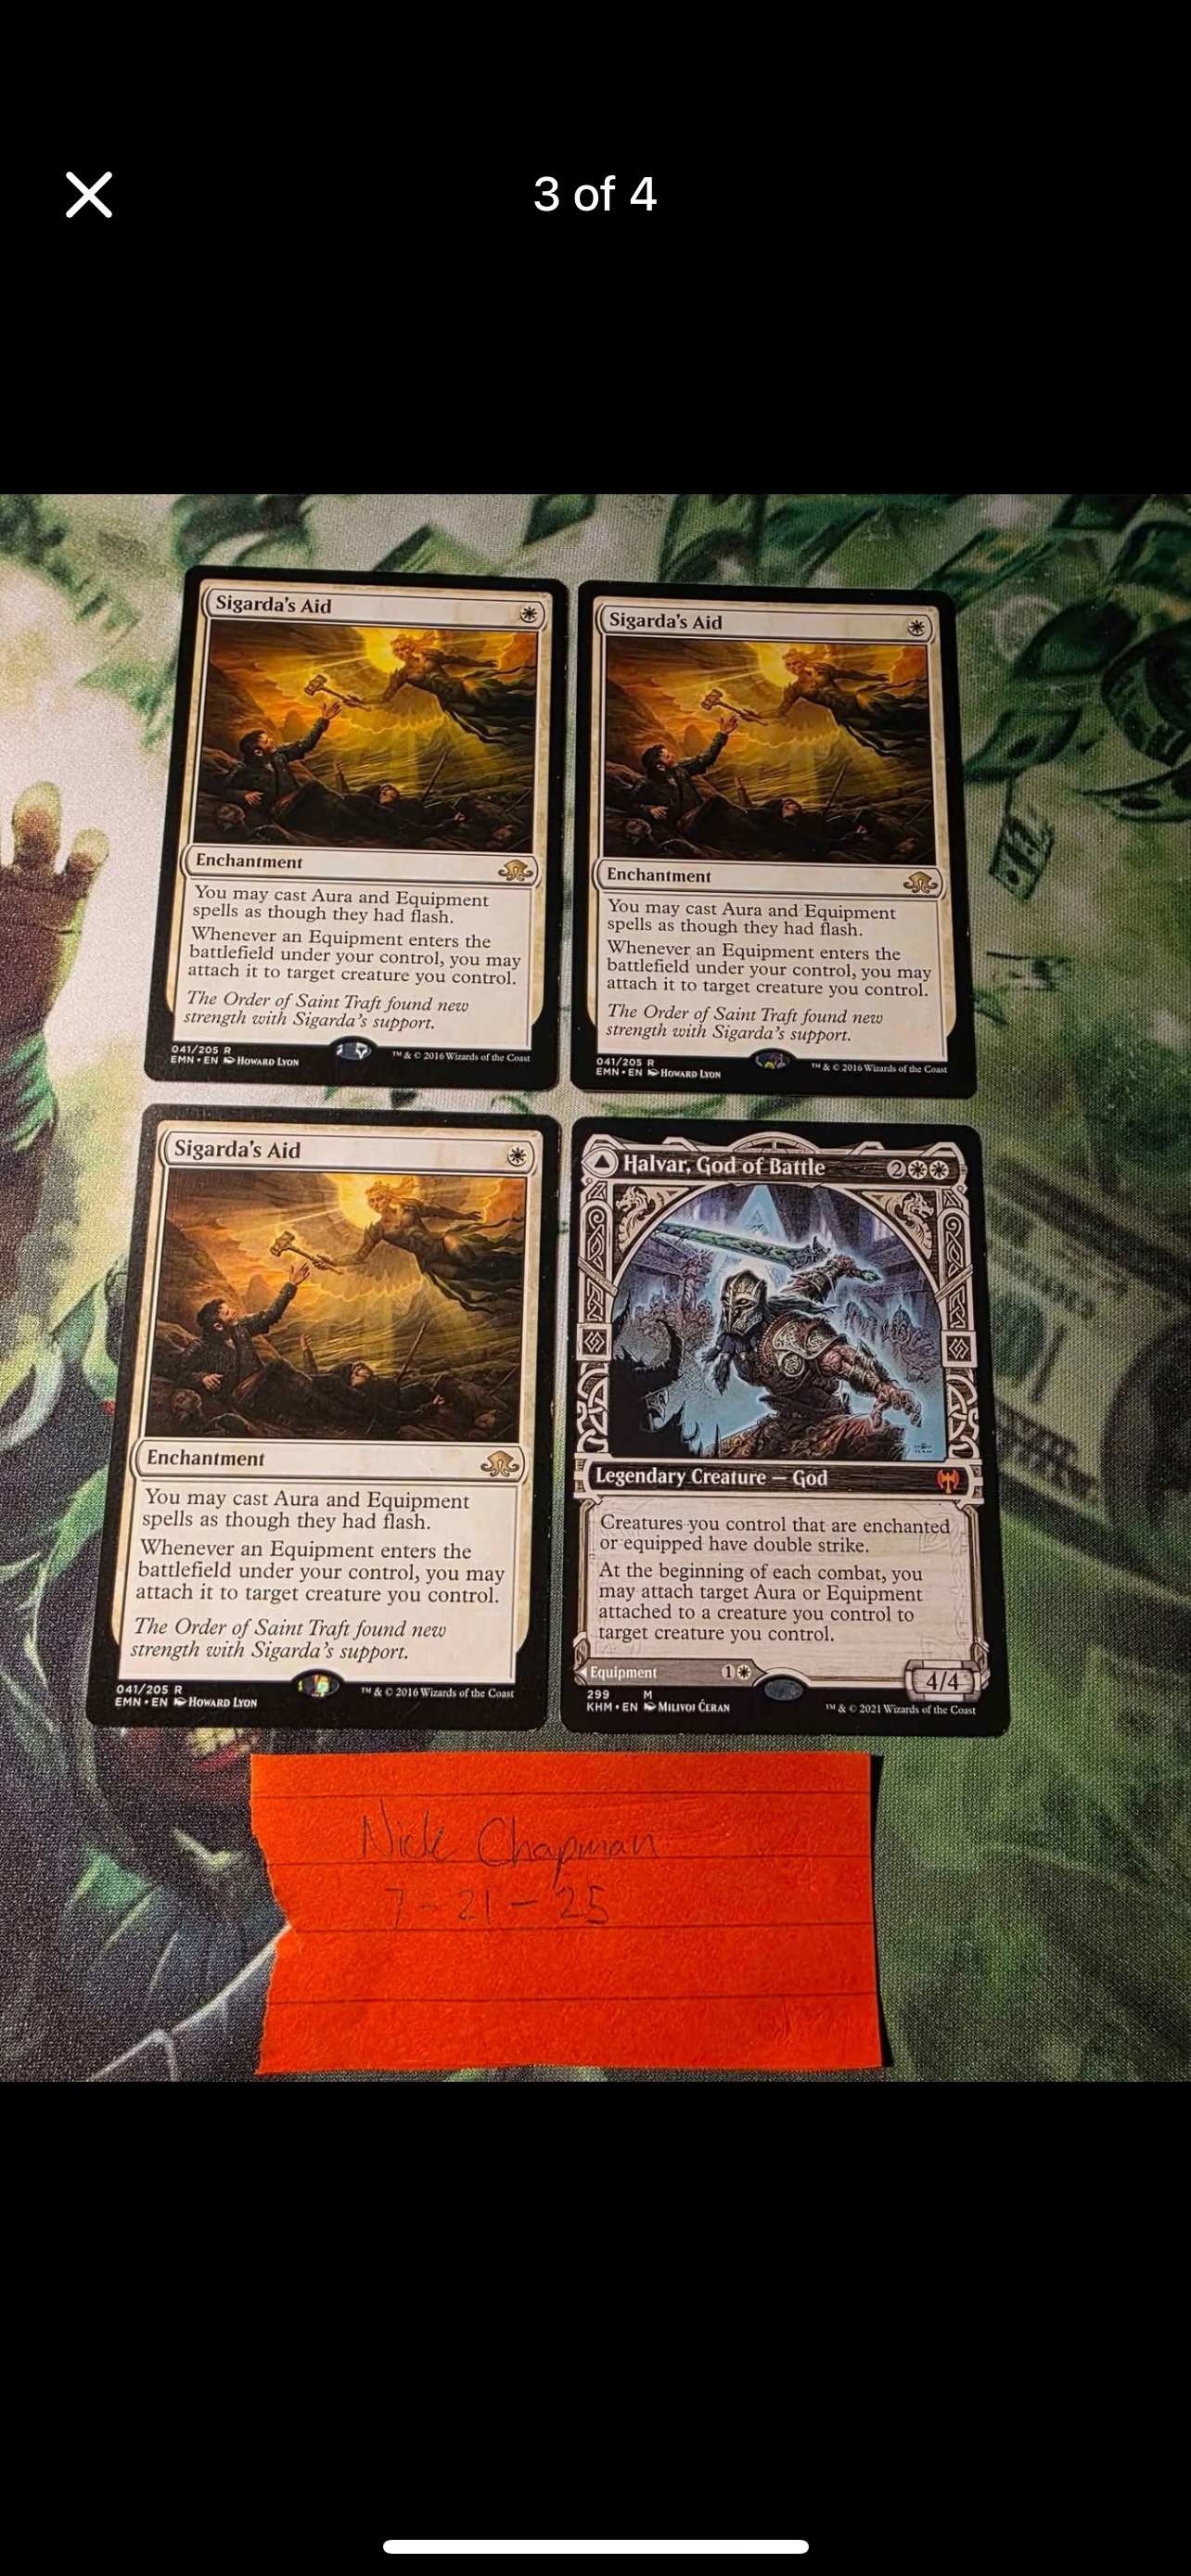 3 of 4
Sigarda's Aid
Enchantment
You may cast Aura and Equipment
spells as though they had flash.
Whenever an Equipment enters the
battlefield under your control, you may
attach it to target creature you control.
The Order of Saint Traft found new
strength with Sigarda's support.
041/205 R
EMN • EN Howard Lyon
™ & © 2016 Wizards of the Coast
Sigarda's Aid
Enchantment
You may cast Aura and Equipment
spells as though they had flash.
Whenever an Equipment enters the
battlefield under your control, you may
attach it to target creature you control.
The Order of Saint Traft found new
strength with Sigarda's support.
041/205 R
EMN • EN Howard Lyon
™ & © 2016 Wizards of the Coast
Sigarda's Aid
Enchantment
You may cast Aura and Equipment
spells as though they had flash.
Whenever an Equipment enters the
battlefield under your control, you may
attach it to target creature you control.
The Order of Saint Traft found new
strength with Sigarda's support.
041/205 R
EMN • EN Howard Lyon
™ & © 2016 Wizards of the Coast
Halvar, God of Battle 2
Legendary Creature — God
Creatures you control that are enchanted
or equipped have double strike.
At the beginning of each combat, you
may attach target Aura or Equipment
attached to a creature you control to
target creature you control.
Equipment 1
4/4
299 M
KHM • EN Milivoj Ćeran
™ & © 2021 Wizards of the Coast
Nick Chapman
7-21-25